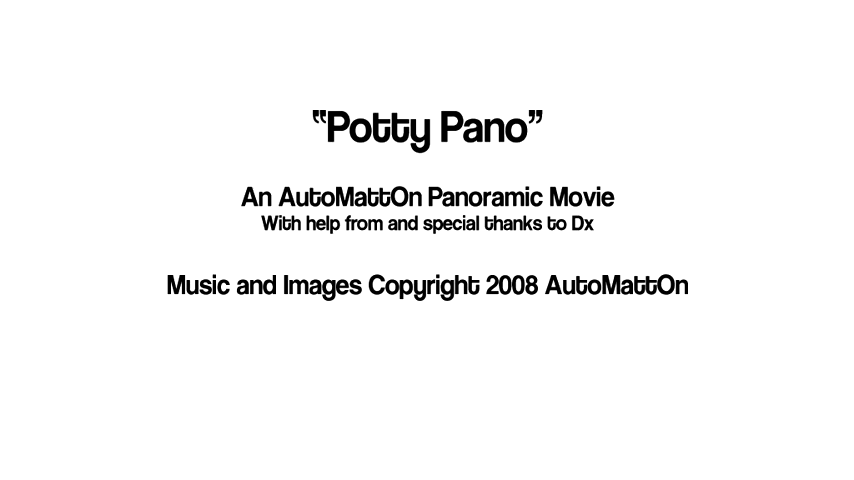 “Potty Pano”
An AutoMattOn Panoramic Movie
With help from and special thanks to Dx
Music and Images Copyright 2008 AutoMattOn